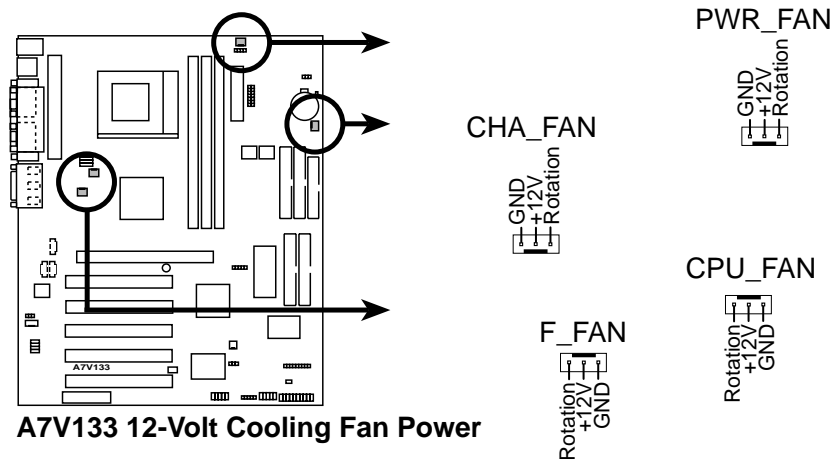 PWR_FAN
GND
+12V
Rotation
CHA_FAN
GND
+12V
Rotation
CPU_FAN
Rotation
+12V
GND
F_FAN
Rotation
+12V
GND
A7V133
A7V133 12-Volt Cooling Fan Power